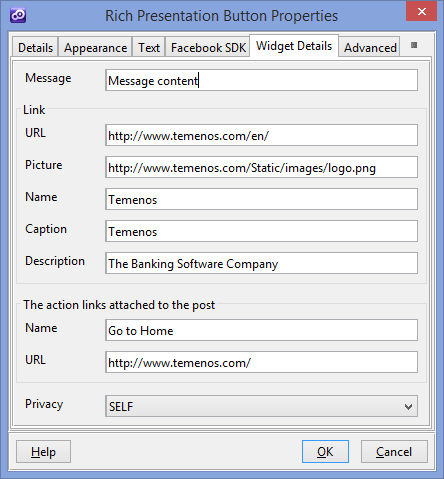 Rich Presentation Button Properties
Details Appearance Text Facebook SDK Widget Details Advanced
Message Message content
Link
URL http://www.temenos.com/en/
Picture http://www.temenos.com/Static/images/logo.png
Name Temenos
Caption Temenos
Description The Banking Software Company
The action links attached to the post
Name Go to Home
URL http://www.temenos.com/
Privacy SELF
Help OK Cancel